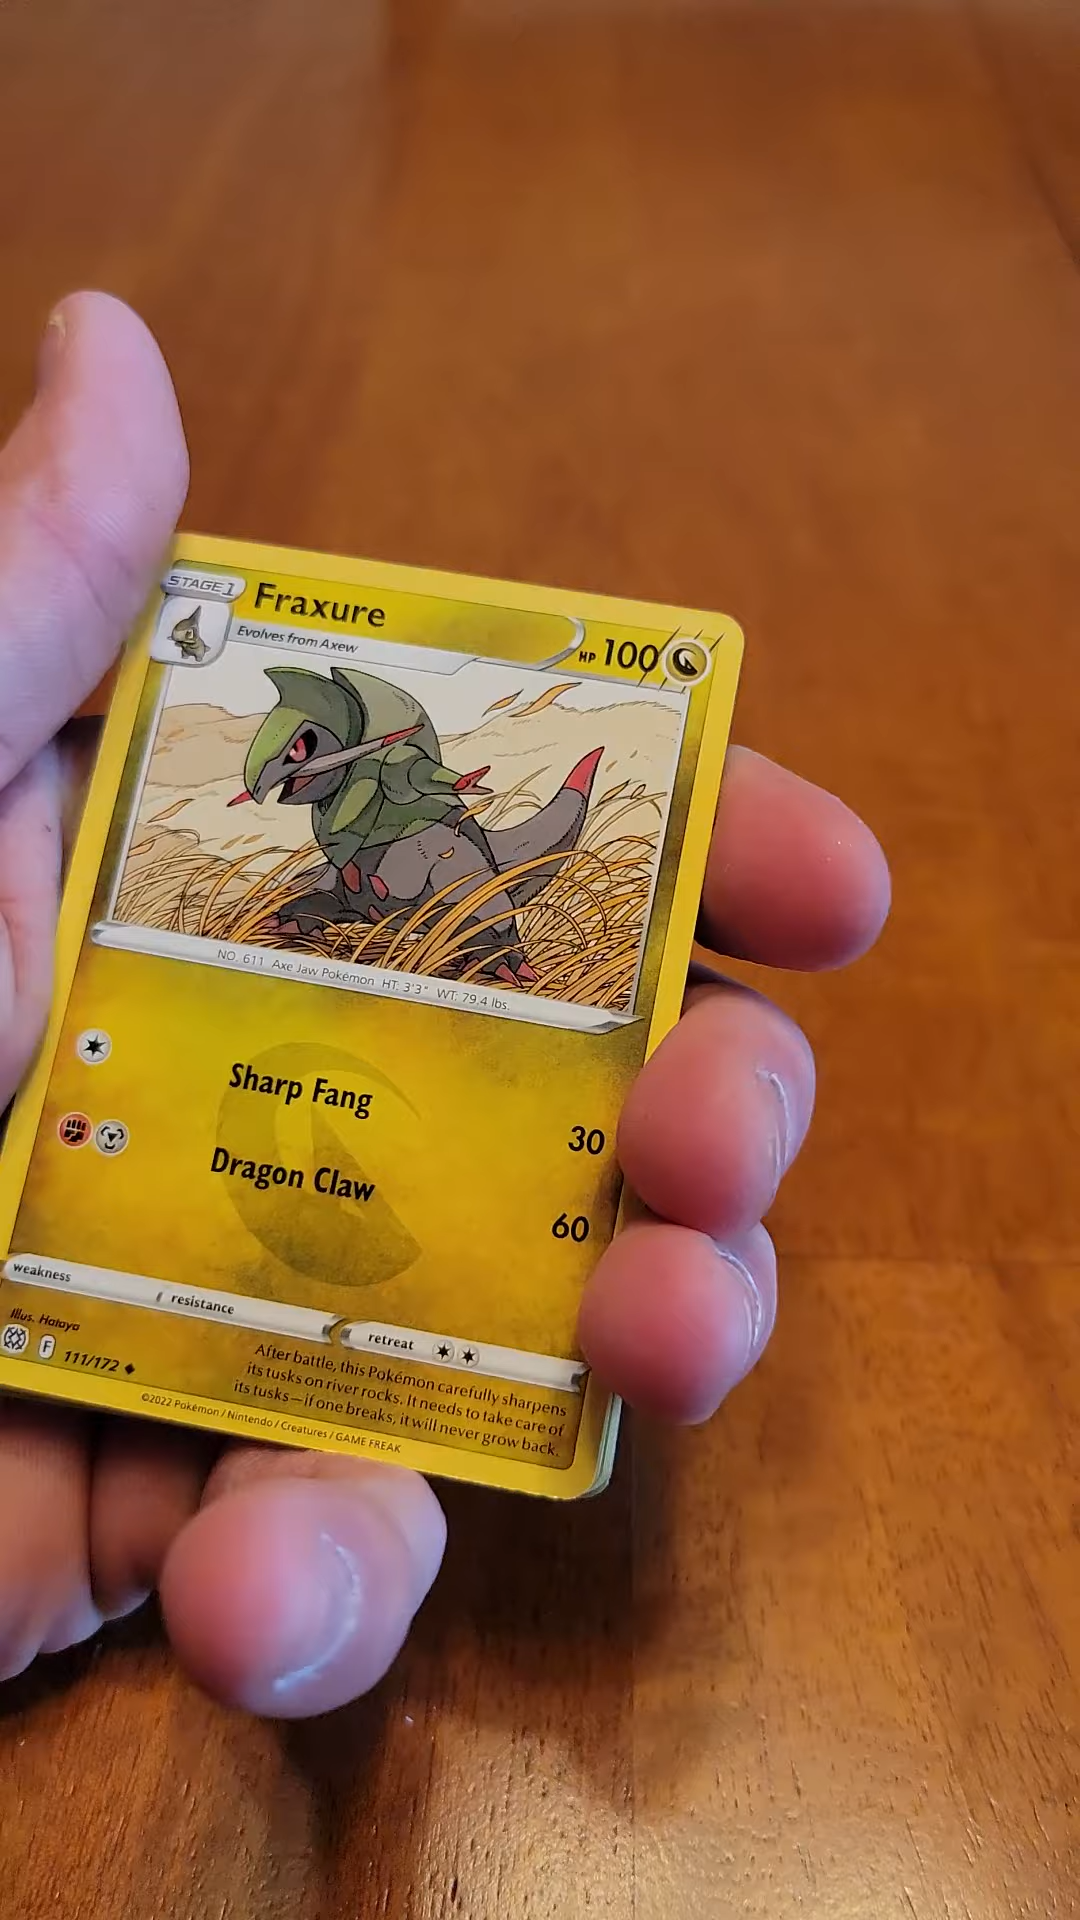 STAGE 1
Fraxure
HP 100
Evolves from Axew
NO. 611 Axe Jaw Pokémon HT: 3'3" WT: 79.4 lbs.
Sharp Fang 30
Dragon Claw 60
weakness resistance retreat
Illus. Hataya
F 111/172
After battle, this Pokémon carefully sharpens
its tusks on river rocks. It needs to take care of
its tusks—if one breaks, it will never grow back.
©2022 Pokémon / Nintendo / Creatures / GAME FREAK